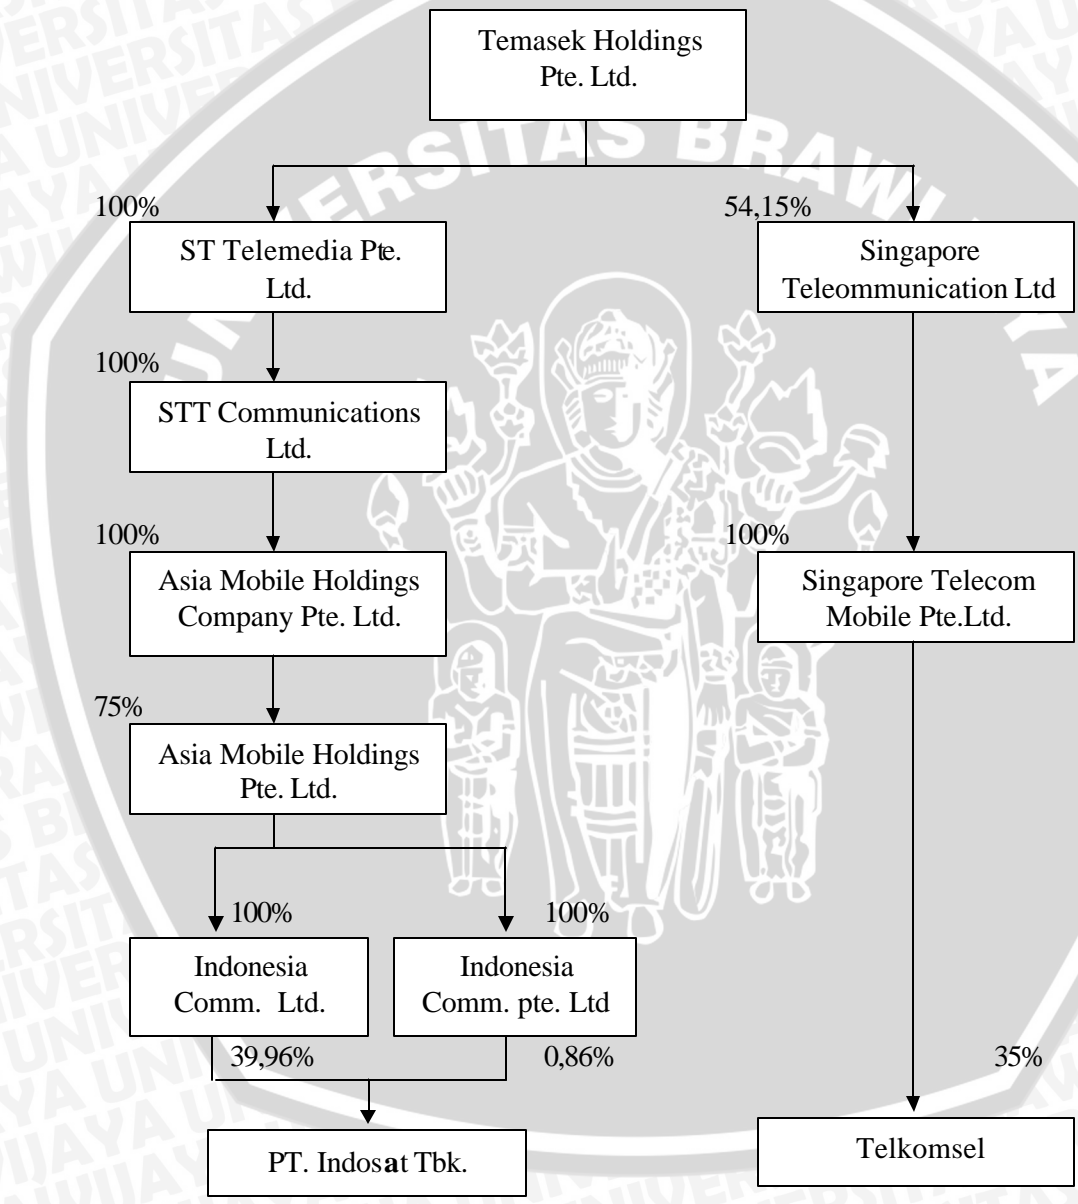 Temasek Holdings
Pte. Ltd.
UNIVERSITAS BRAWIJAYA
100%
54,15%
ST Telemedia Pte.
Ltd.
Singapore
Teleommunication Ltd
100%
STT Communications
Ltd.
100%
100%
Asia Mobile Holdings
Company Pte. Ltd.
Singapore Telecom
Mobile Pte.Ltd.
75%
Asia Mobile Holdings
Pte. Ltd.
100%
100%
Indonesia
Comm. Ltd.
Indonesia
Comm. pte. Ltd
39,96%
0,86%
35%
PT. Indosat Tbk.
Telkomsel